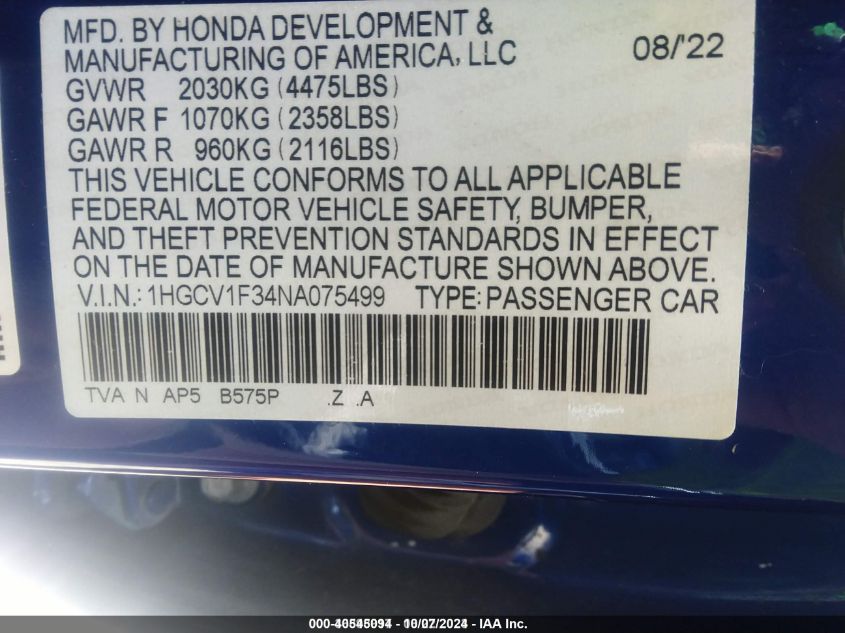 MFD. BY HONDA DEVELOPMENT &
MANUFACTURING OF AMERICA, LLC 08/'22
GVWR 2030KG (4475LBS)
GAWR F 1070KG (2358LBS)
GAWR R 960KG (2116LBS)
THIS VEHICLE CONFORMS TO ALL APPLICABLE
FEDERAL MOTOR VEHICLE SAFETY, BUMPER,
AND THEFT PREVENTION STANDARDS IN EFFECT
ON THE DATE OF MANUFACTURE SHOWN ABOVE.
V.I.N.: 1HGCV1F34NA075499 TYPE: PASSENGER CAR
TVA N AP5 B575P .Z .A
- IAA Inc.